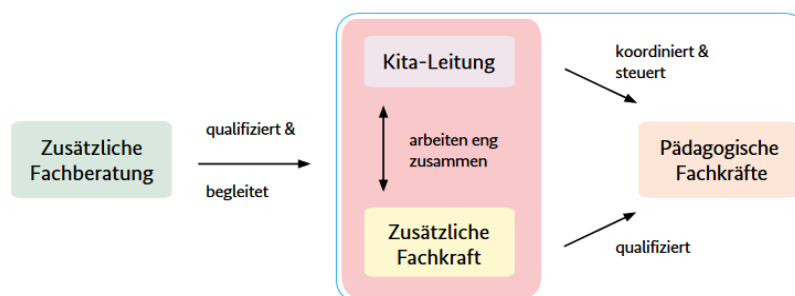 Zusätzliche
Fachberatung
qualifiziert &
begleitet
Kita-Leitung
arbeiten eng
zusammen
Zusätzliche
Fachkraft
koordiniert &
steuert
qualifiziert
Pädagogische
Fachkräfte